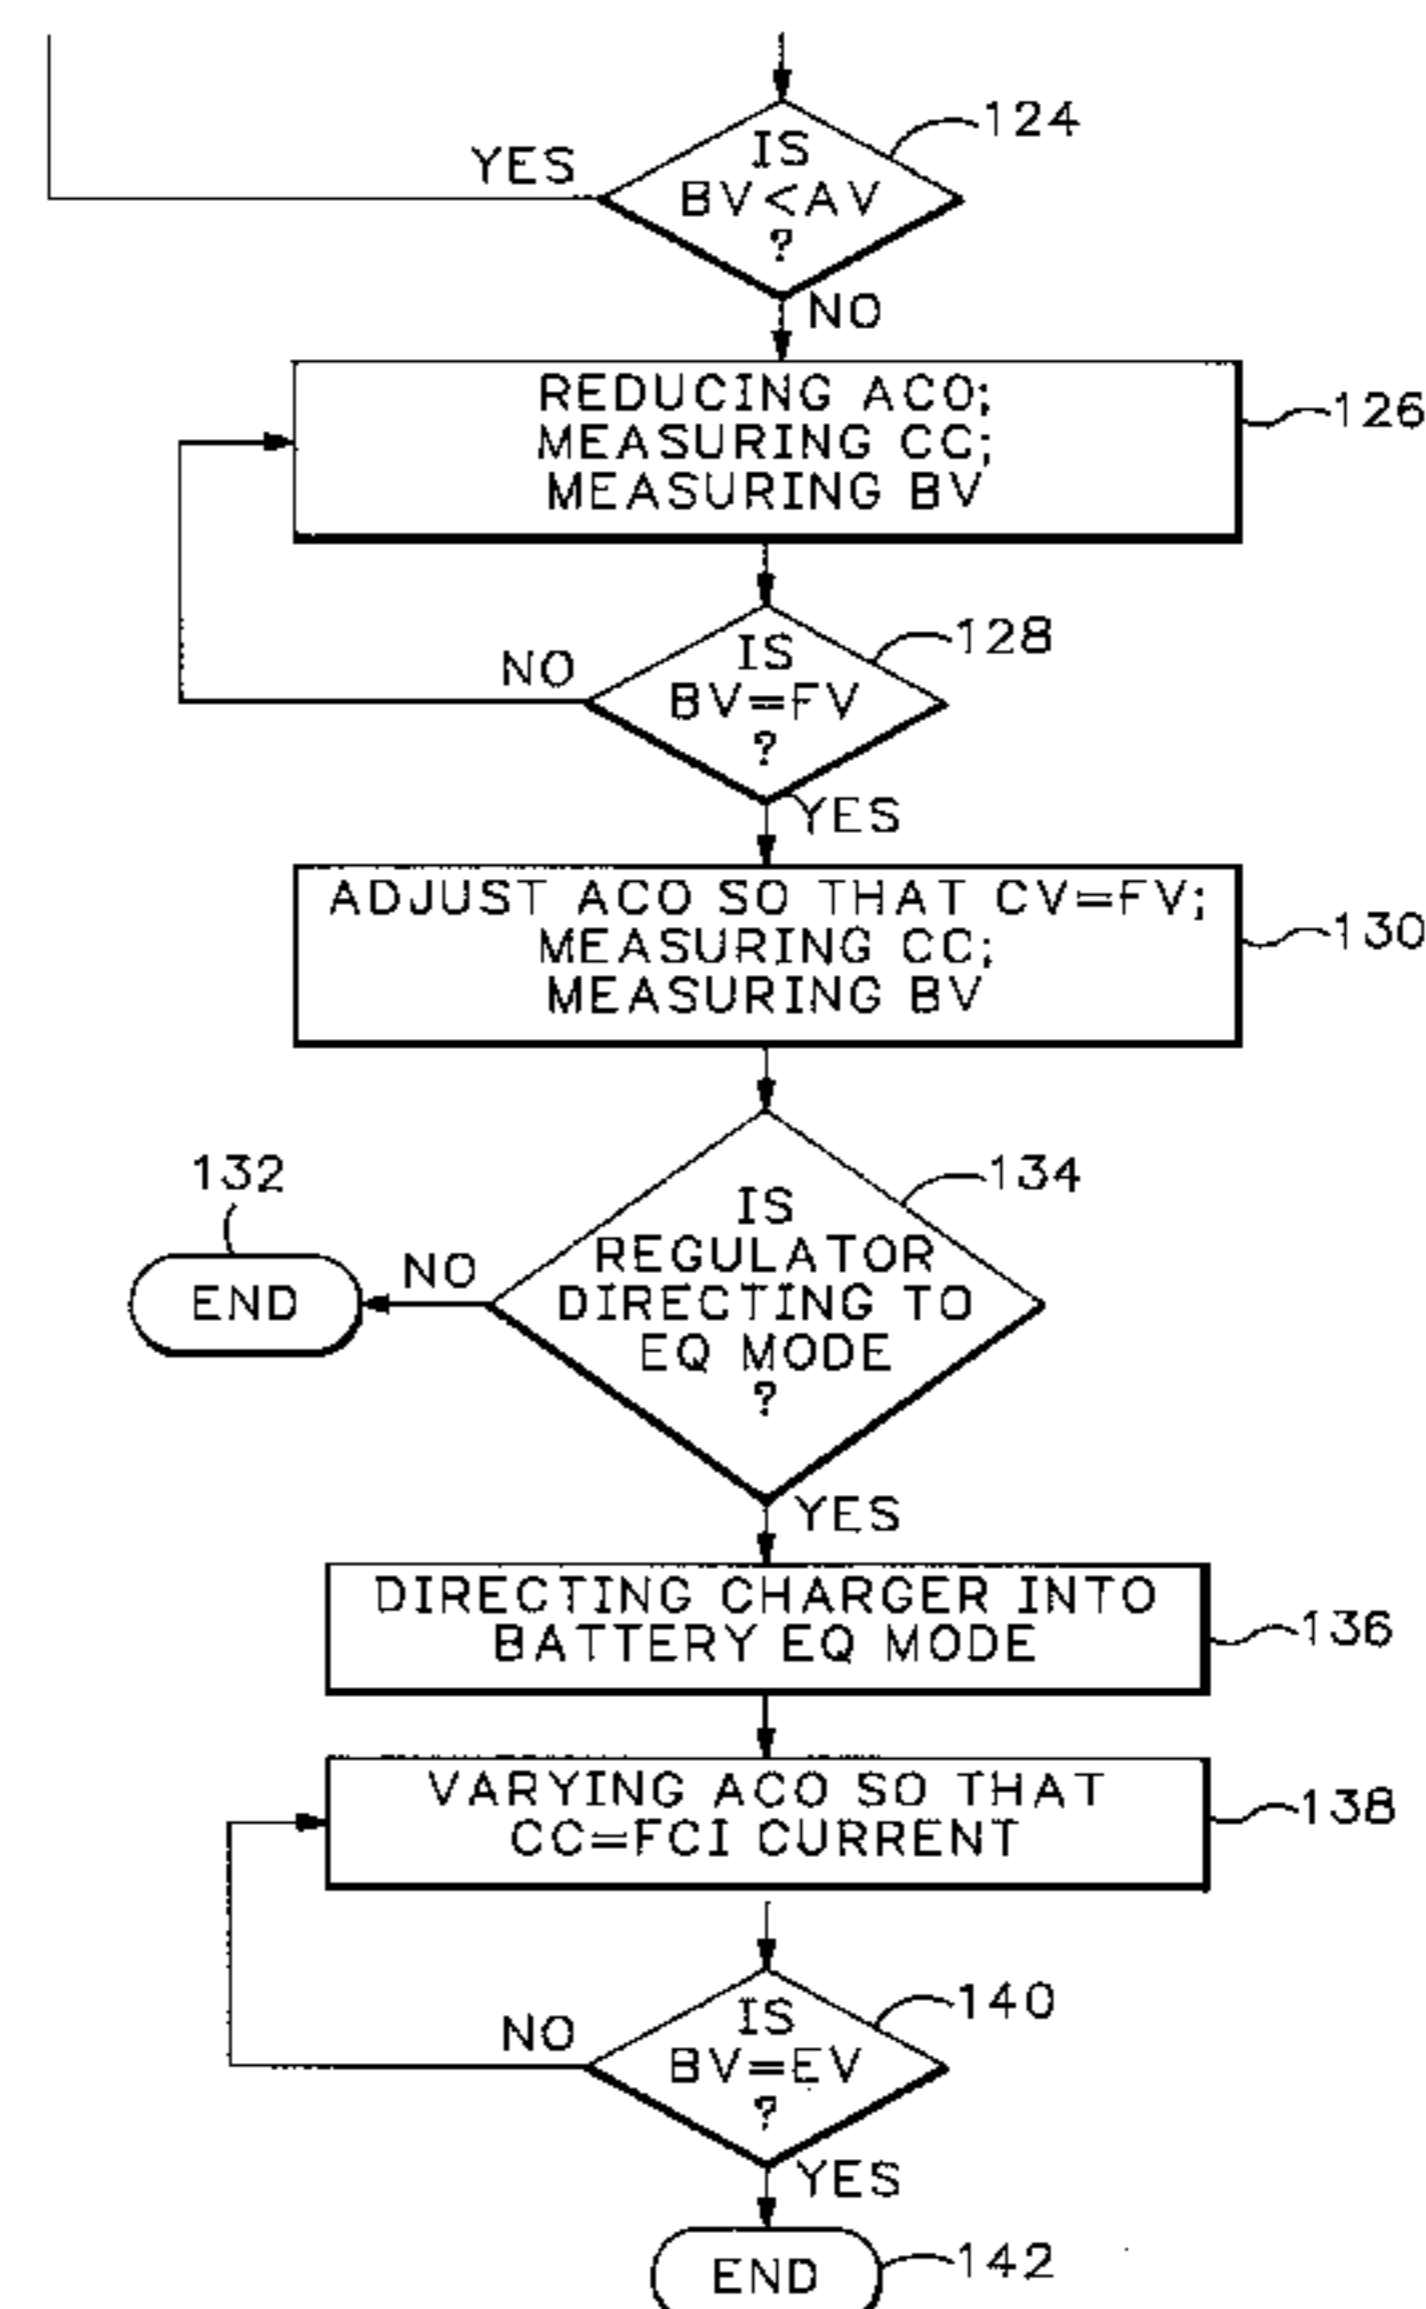 124
IS
YES
BV<AV
?
NO
REDUCING ACO;
126
MEASURING CC;
MEASURING BV
128
IS
NO
BV=FV
?
YES
ADJUST ACO SO THAT CV=FV;
130
MEASURING CC;
MEASURING BV
132
134
IS
REGULATOR
NO
END
DIRECTING TO
EQ MODE
?
YES
DIRECTING CHARGER INTO
136
BATTERY EQ MODE
VARYING ACO SO THAT
138
CC=FCI CURRENT
140
IS
NO
BV=EV
?
YES
END
142